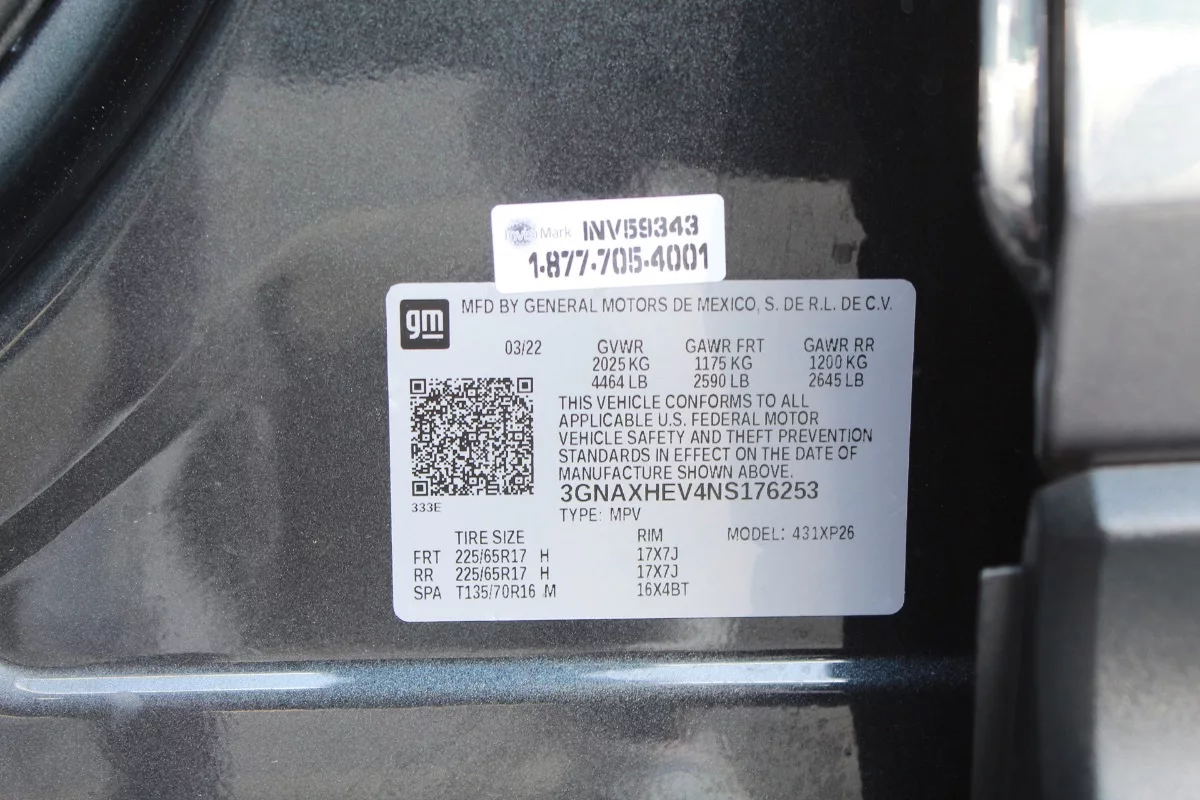 Mark INV59343
1-877-705-4001
gm
MFD BY GENERAL MOTORS DE MEXICO, S. DE R.L. DE C.V.
03/22 GVWR GAWR FRT GAWR RR
2025 KG 1175 KG 1200 KG
4464 LB 2590 LB 2645 LB
THIS VEHICLE CONFORMS TO ALL
APPLICABLE U.S. FEDERAL MOTOR
VEHICLE SAFETY AND THEFT PREVENTION
STANDARDS IN EFFECT ON THE DATE OF
MANUFACTURE SHOWN ABOVE.
3GNAXHEV4NS176253
333E
TYPE: MPV
TIRE SIZE RIM MODEL: 431XP26
FRT 225/65R17 H 17X7J
RR 225/65R17 H 17X7J
SPA T135/70R16 M 16X4BT